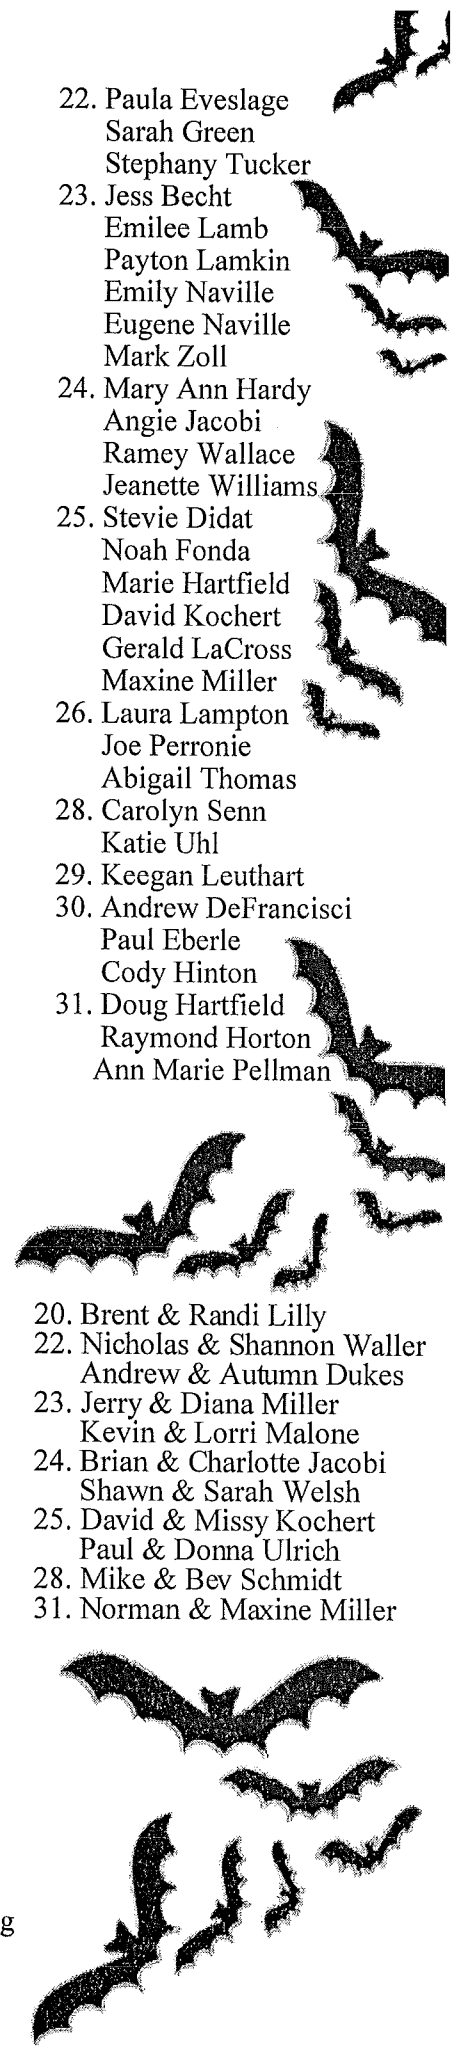 22. Paula Eveslage
Sarah Green
Stephany Tucker
23. Jess Becht
Emilee Lamb
Payton Lamkin
Emily Naville
Eugene Naville
Mark Zoll
24. Mary Ann Hardy
Angie Jacobi
Ramey Wallace
Jeanette Williams
25. Stevie Didat
Noah Fonda
Marie Hartfield
David Kochert
Gerald LaCross
Maxine Miller
26. Laura Lampton
Joe Perronie
Abigail Thomas
28. Carolyn Senn
Katie Uhl
29. Keegan Leuthart
30. Andrew DeFrancisci
Paul Eberle
Cody Hinton
31. Doug Hartfield
Raymond Horton
Ann Marie Pellman
20. Brent & Randi Lilly
22. Nicholas & Shannon Waller
Andrew & Autumn Dukes
23. Jerry & Diana Miller
Kevin & Lorri Malone
24. Brian & Charlotte Jacobi
Shawn & Sarah Welsh
25. David & Missy Kochert
Paul & Donna Ulrich
28. Mike & Bev Schmidt
31. Norman & Maxine Miller
g